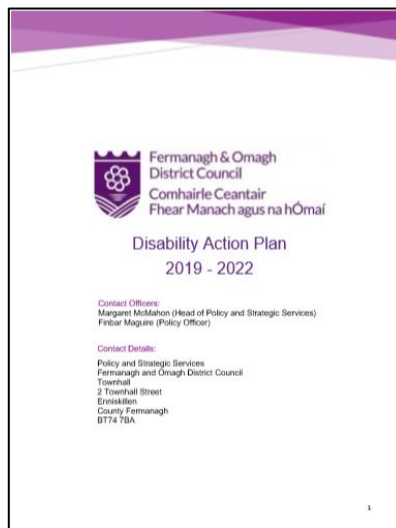 Fermanagh & Omagh
District Council
Comhairle Ceantair
Fhear Manach agus na hÓmaí
Disability Action Plan
2019 - 2022
Contact Officers:
Margaret McMahon (Head of Policy and Strategic Services)
Finbar Maguire (Policy Officer)
Contact Details:
Policy and Strategic Services
Fermanagh and Omagh District Council
Townhall
2 Townhall Street
Enniskillen
County Fermanagh
BT74 7BA
1